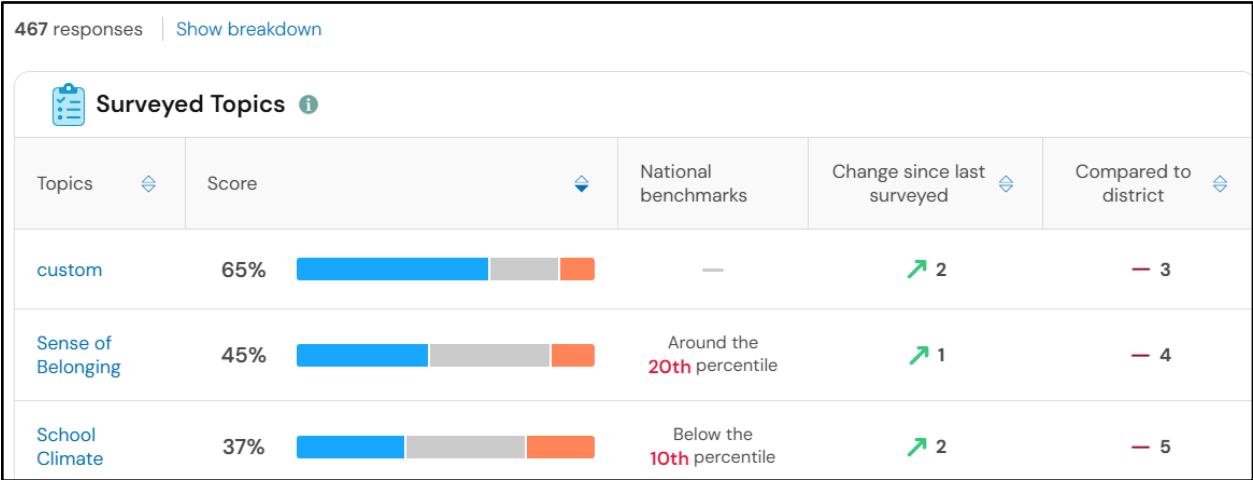 467 responses Show breakdown
Surveyed Topics i
Topics Score National benchmarks Change since last surveyed Compared to district
custom 65% — 2 — 3
Sense of Belonging 45% Around the 20th percentile 1 — 4
School Climate 37% Below the 10th percentile 2 — 5